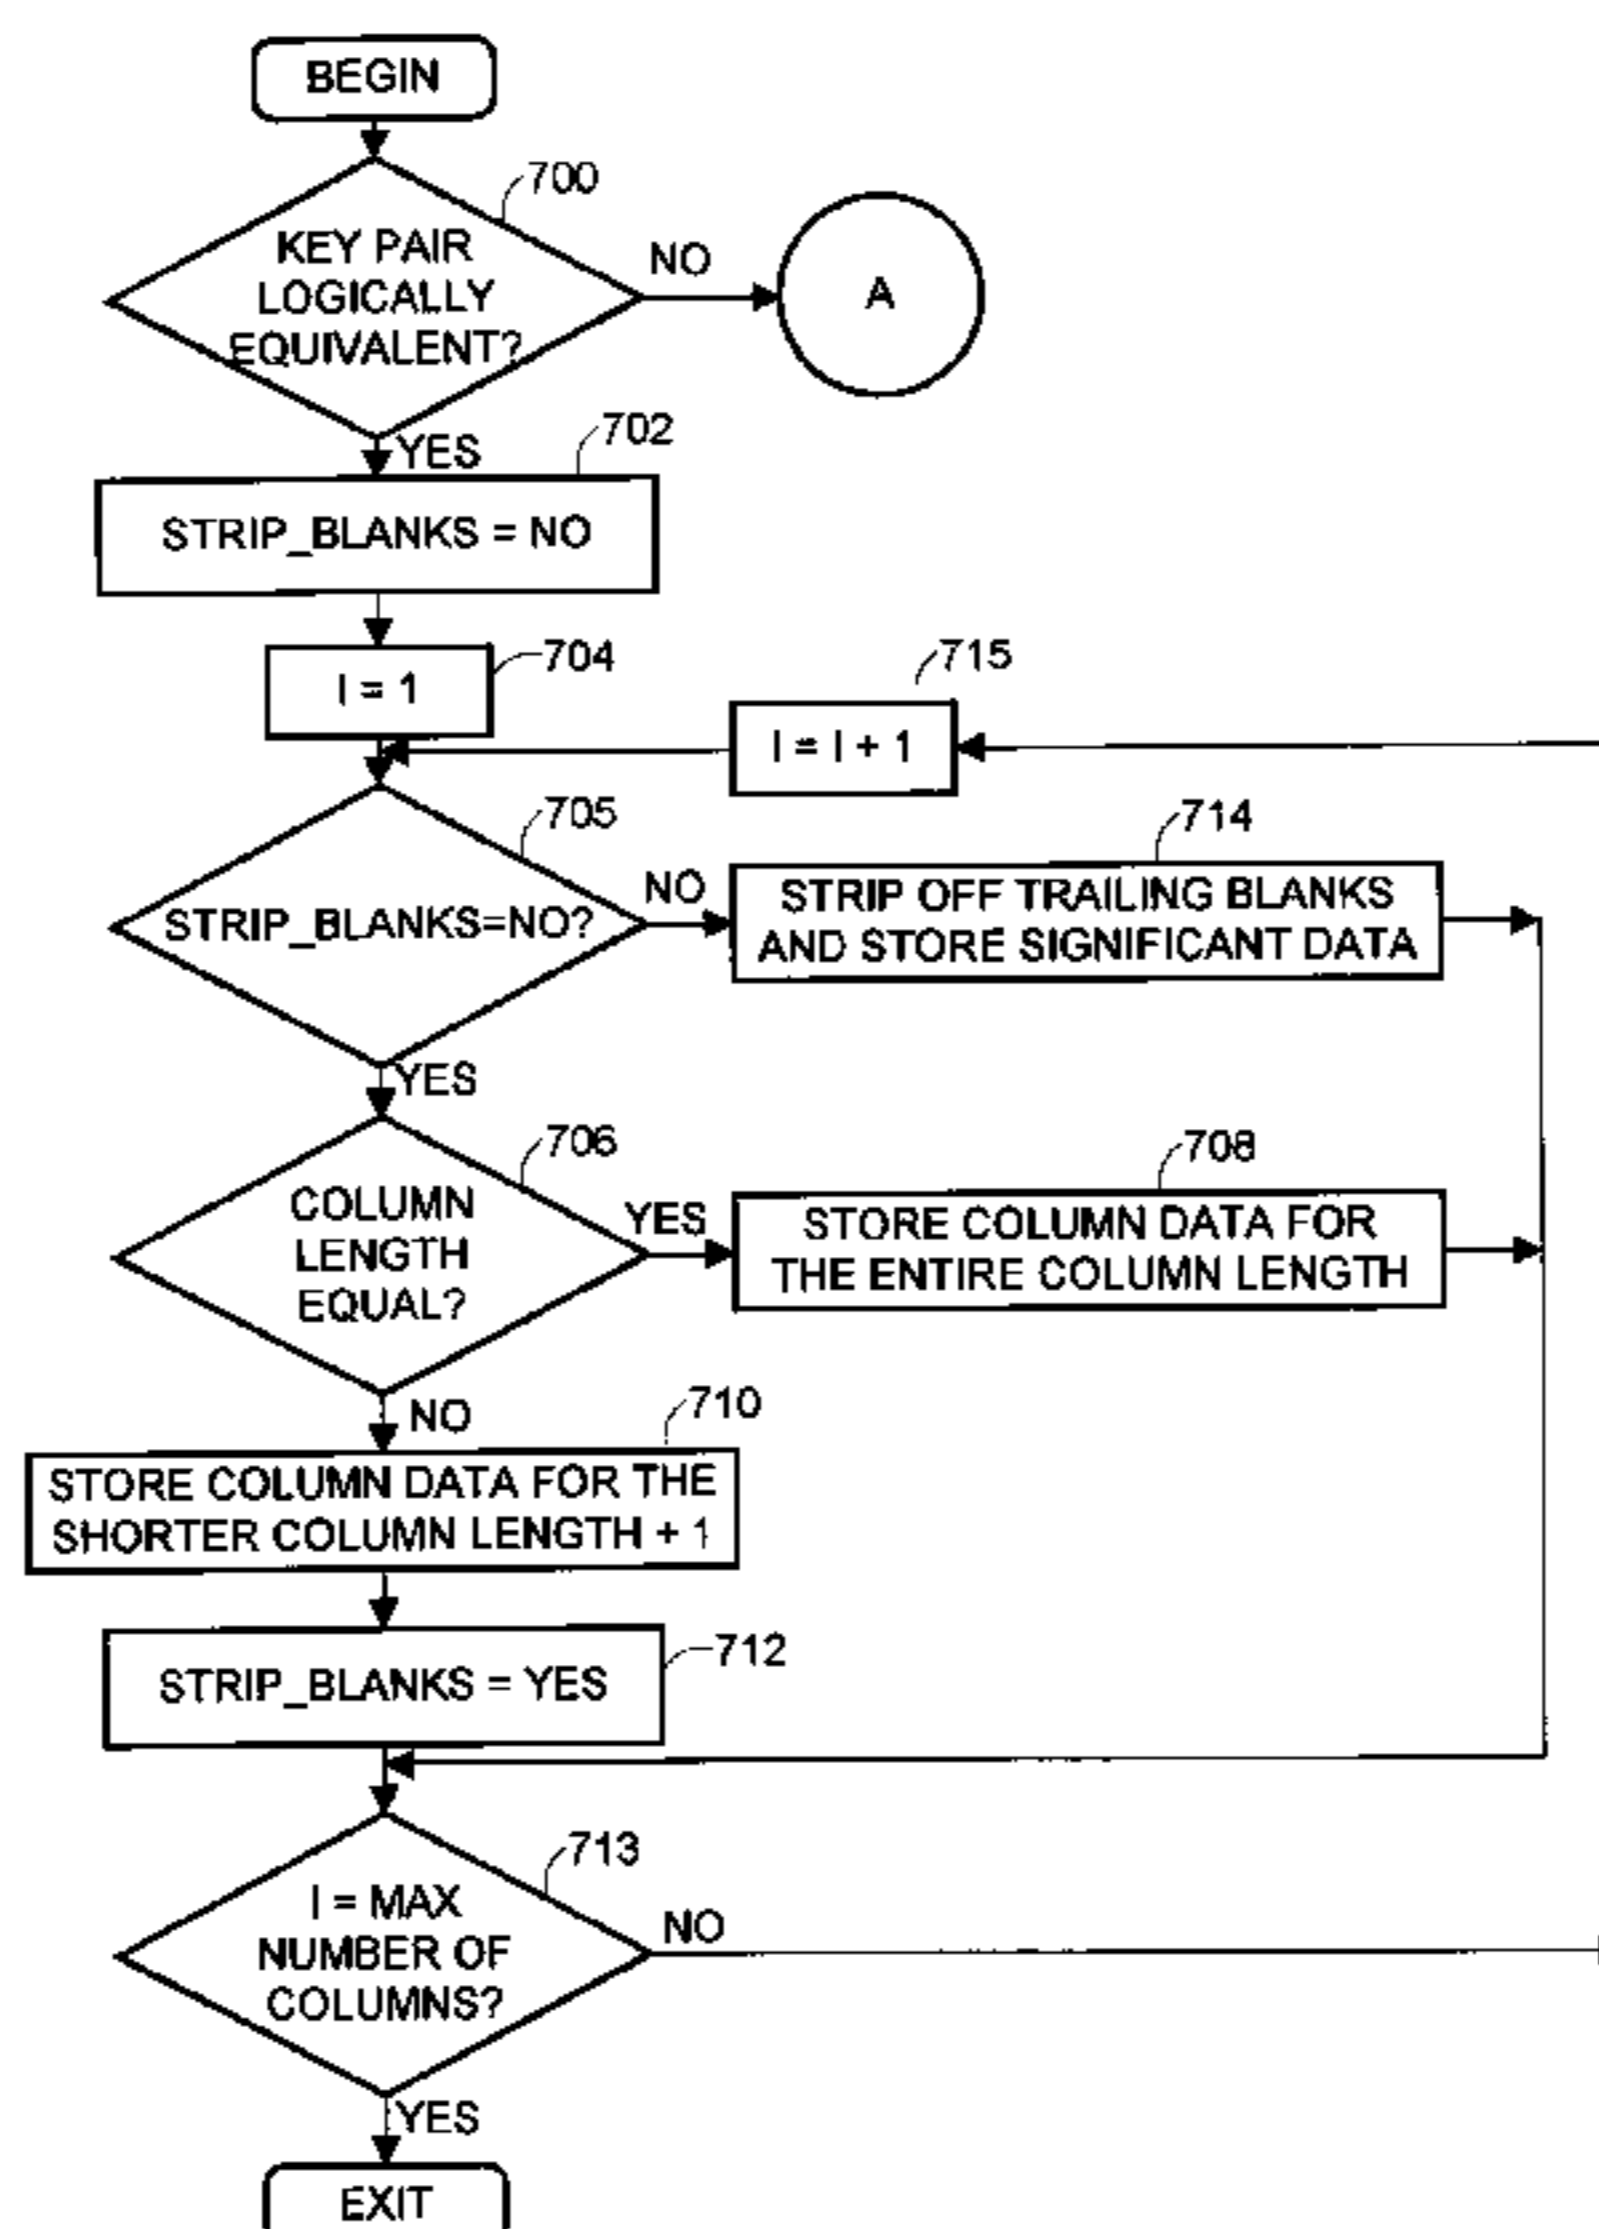 BEGIN
700
KEY PAIR
LOGICALLY
EQUIVALENT?
NO
A
YES
702
STRIP_BLANKS = NO
704
I = 1
715
I = I + 1
705
STRIP_BLANKS=NO?
NO
714
STRIP OFF TRAILING BLANKS
AND STORE SIGNIFICANT DATA
YES
706
COLUMN
LENGTH
EQUAL?
YES
708
STORE COLUMN DATA FOR
THE ENTIRE COLUMN LENGTH
NO
710
STORE COLUMN DATA FOR THE
SHORTER COLUMN LENGTH + 1
712
STRIP_BLANKS = YES
713
I = MAX
NUMBER OF
COLUMNS?
NO
YES
EXIT